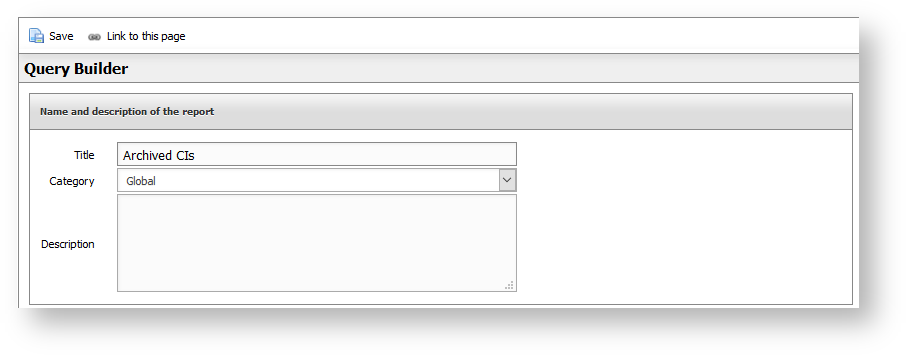 Save Link to this page
Query Builder
Name and description of the report
Title Archived CIs
Category Global
Description